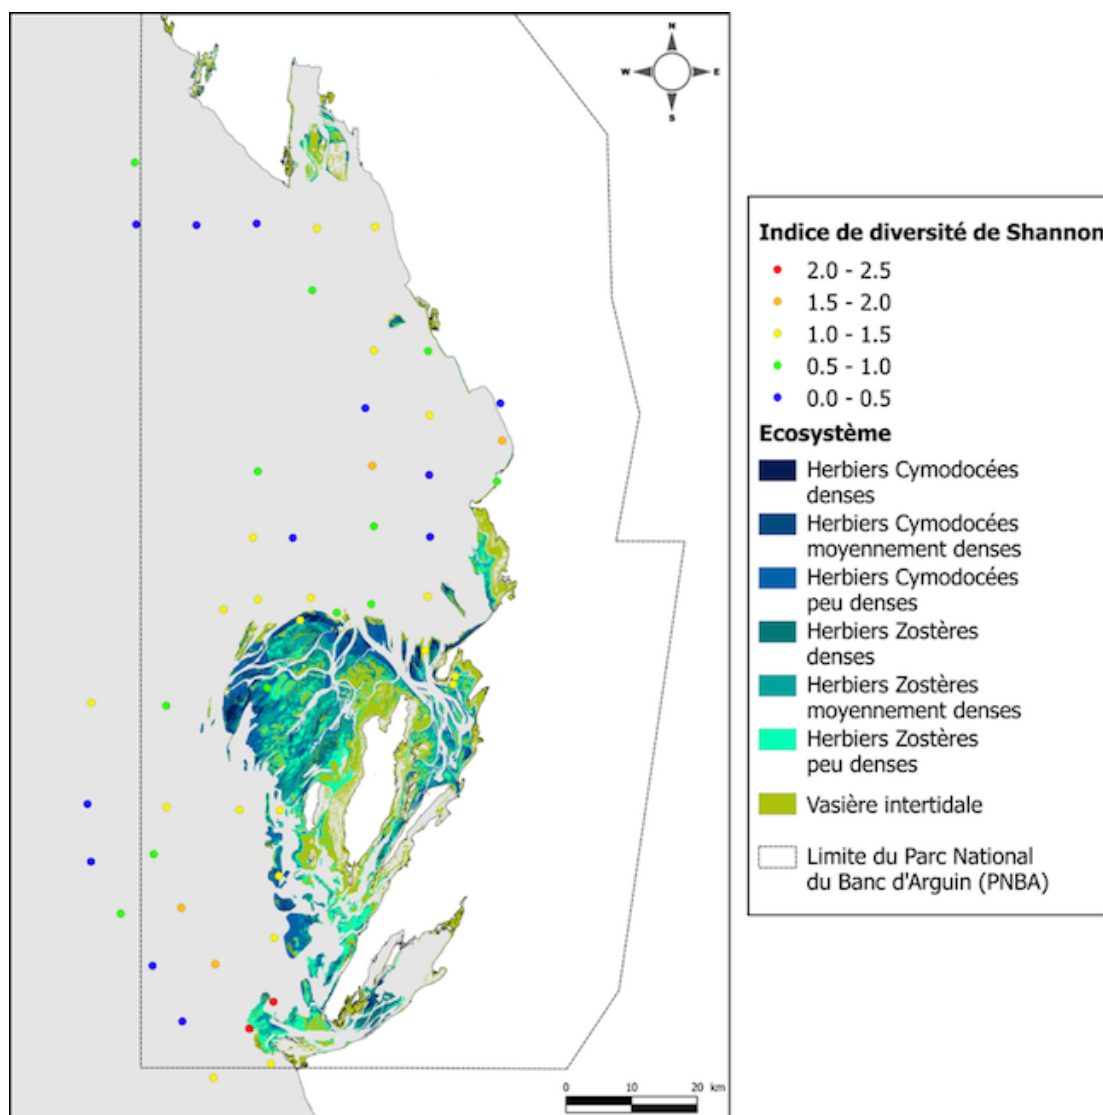 N
W
E
S
Indice de diversité de Shannon
2.0 - 2.5
1.5 - 2.0
1.0 - 1.5
0.5 - 1.0
0.0 - 0.5
Ecosystème
Herbiers Cymodocées
denses
Herbiers Cymodocées
moyennement denses
Herbiers Cymodocées
peu denses
Herbiers Zostères
denses
Herbiers Zostères
moyennement denses
Herbiers Zostères
peu denses
Vasière intertidale
Limite du Parc National
du Banc d'Arguin (PNBA)
0 10 20 km